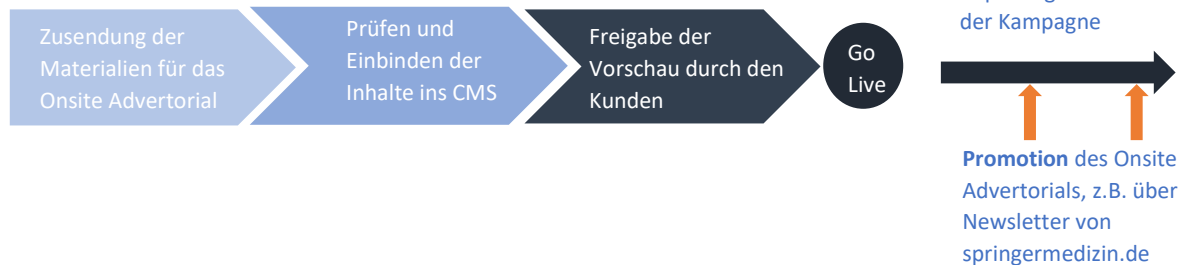 Zusendung der
Materialien für das
Onsite Advertorial
Prüfen und
Einbinden der
Inhalte ins CMS
Freigabe der
Vorschau durch den
Kunden
Go
Live
der Kampagne
Promotion des Onsite
Advertorials, z.B. über
Newsletter von
springermedizin.de